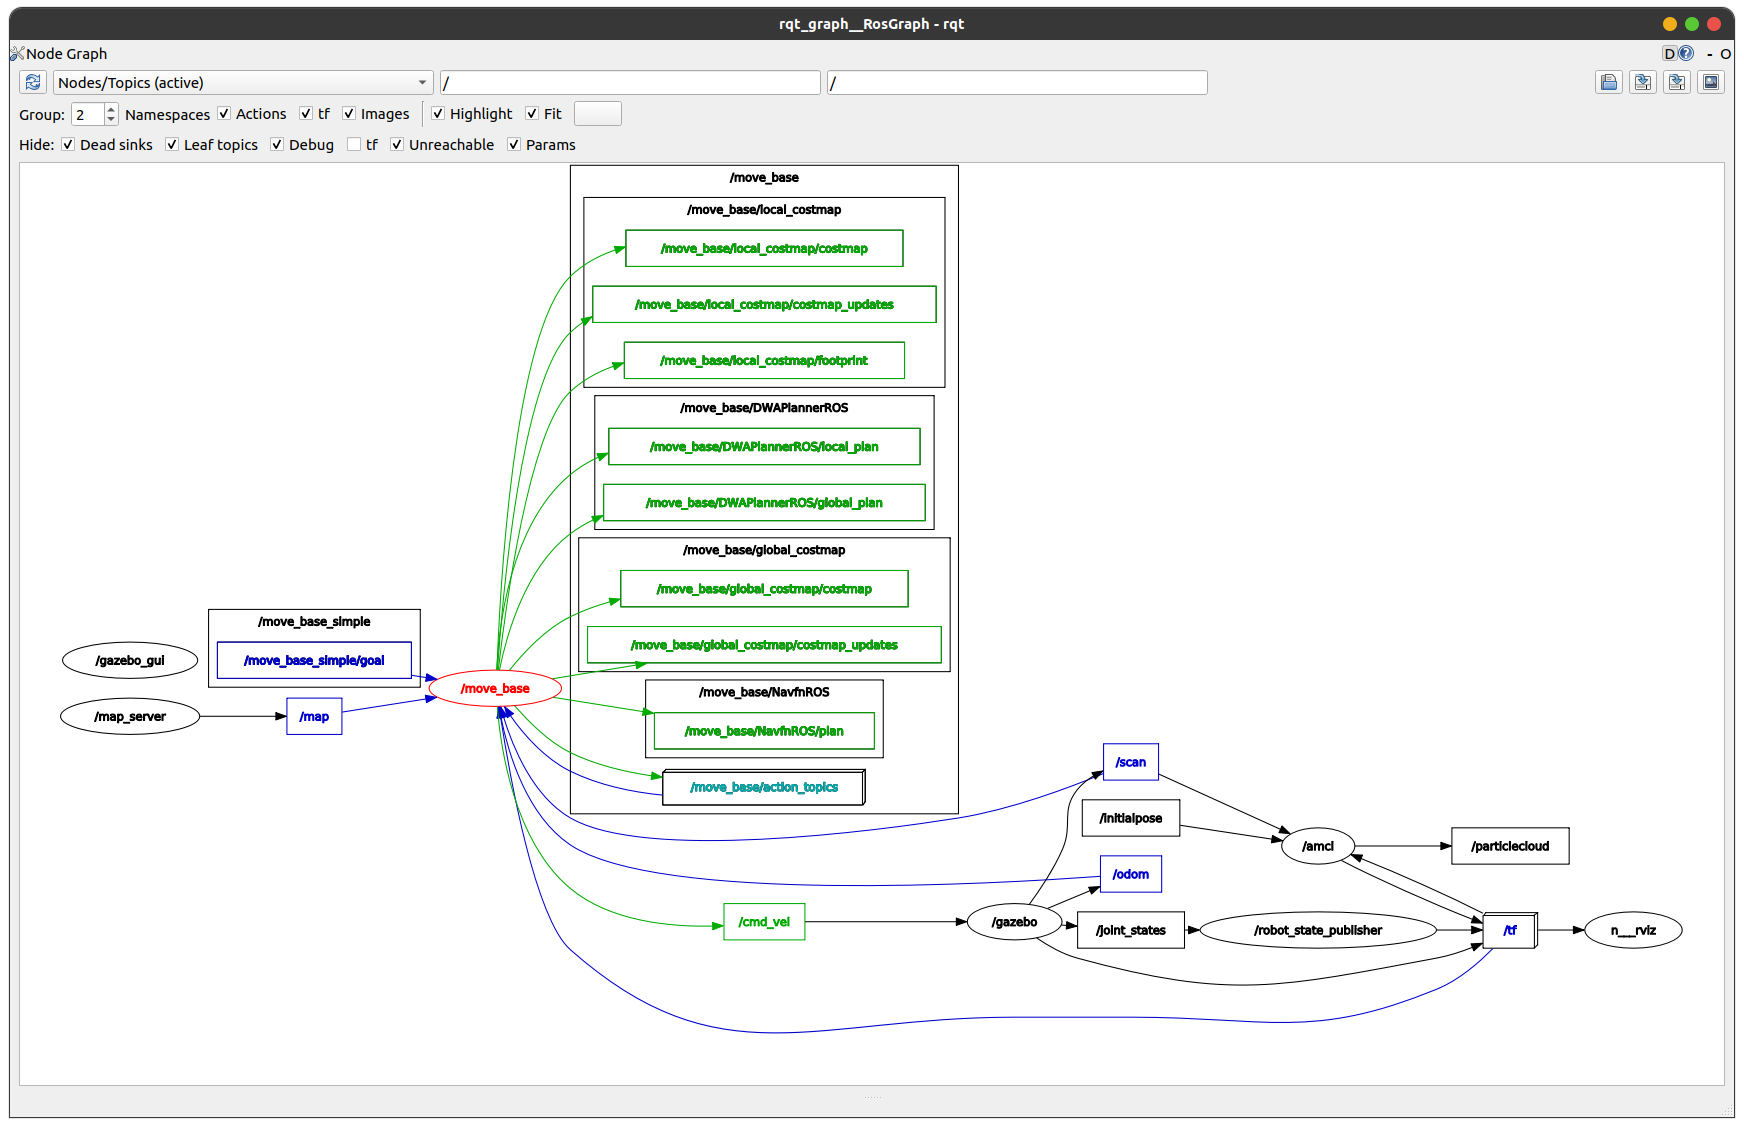 rqt_graph__RosGraph - rqt
Node Graph
D - O
Nodes/Topics (active) / /
Group: 2 Namespaces Actions tf Images Highlight Fit
Hide: Dead sinks Leaf topics Debug tf Unreachable Params
/move_base
/move_base/local_costmap
/move_base/local_costmap/costmap
/move_base/local_costmap/costmap_updates
/move_base/local_costmap/footprint
/move_base/DWAPlannerROS
/move_base/DWAPlannerROS/local_plan
/move_base/DWAPlannerROS/global_plan
/move_base/global_costmap
/move_base/global_costmap/costmap
/move_base/global_costmap/costmap_updates
/move_base_simple
/gazebo_gui
/move_base_simple/goal
/move_base
/map_server
/map
/move_base/NavfnROS
/move_base/NavfnROS/plan
/move_base/action_topics
/scan
/initialpose
/amcl
/particlecloud
/odom
/cmd_vel
/gazebo
/joint_states
/robot_state_publisher
/tf
n___rviz